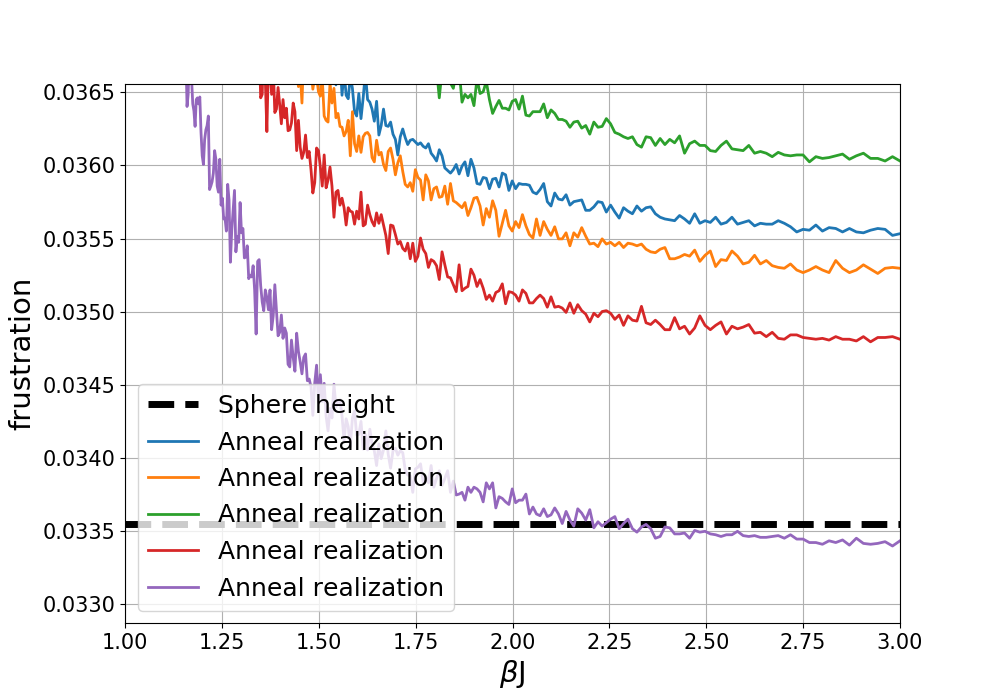 0.0365
0.0360
0.0355
0.0350
0.0345
0.0340
0.0335
0.0330
frustration
Sphere height
Anneal realization
Anneal realization
Anneal realization
Anneal realization
Anneal realization
1.00 1.25 1.50 1.75 2.00 2.25 2.50 2.75 3.00
βJ